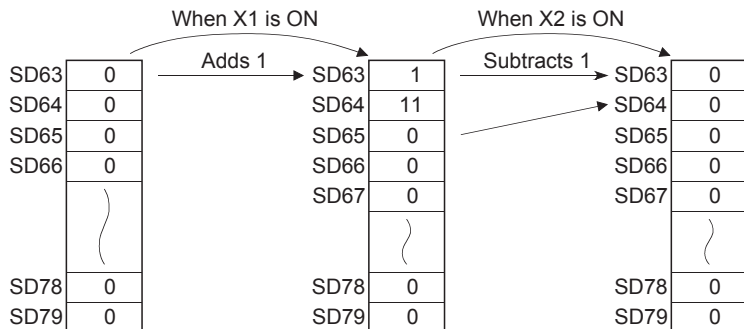 When X1 is ON When X2 is ON
Adds 1 Subtracts 1
SD63 0 SD63 1 SD63 0
SD64 0 SD64 11 SD64 0
SD65 0 SD65 0 SD65 0
SD66 0 SD66 0 SD66 0
SD67 0 SD67 0
SD78 0 SD78 0 SD78 0
SD79 0 SD79 0 SD79 0